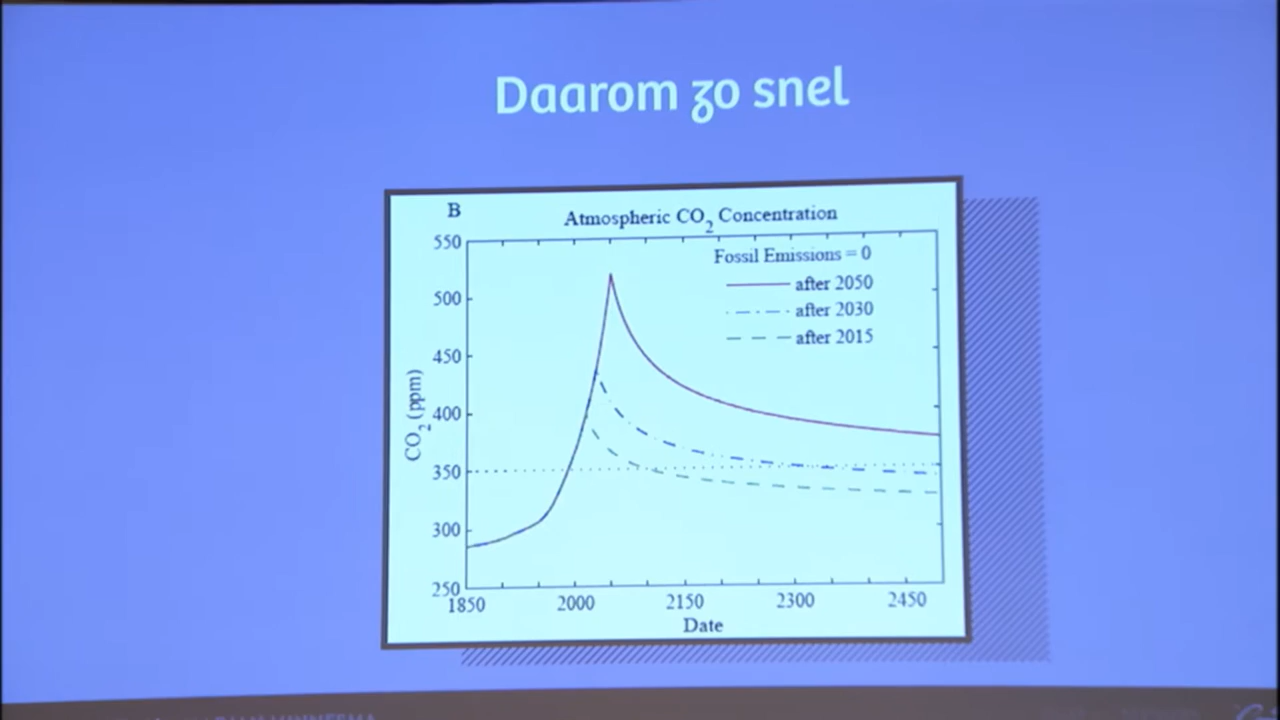 Daarom zo snel
B
Atmospheric CO2 Concentration
Fossil Emissions = 0
after 2050
after 2030
after 2015
550
500
450
400
350
300
250
CO2 (ppm)
1850
2000
2150
2300
2450
Date